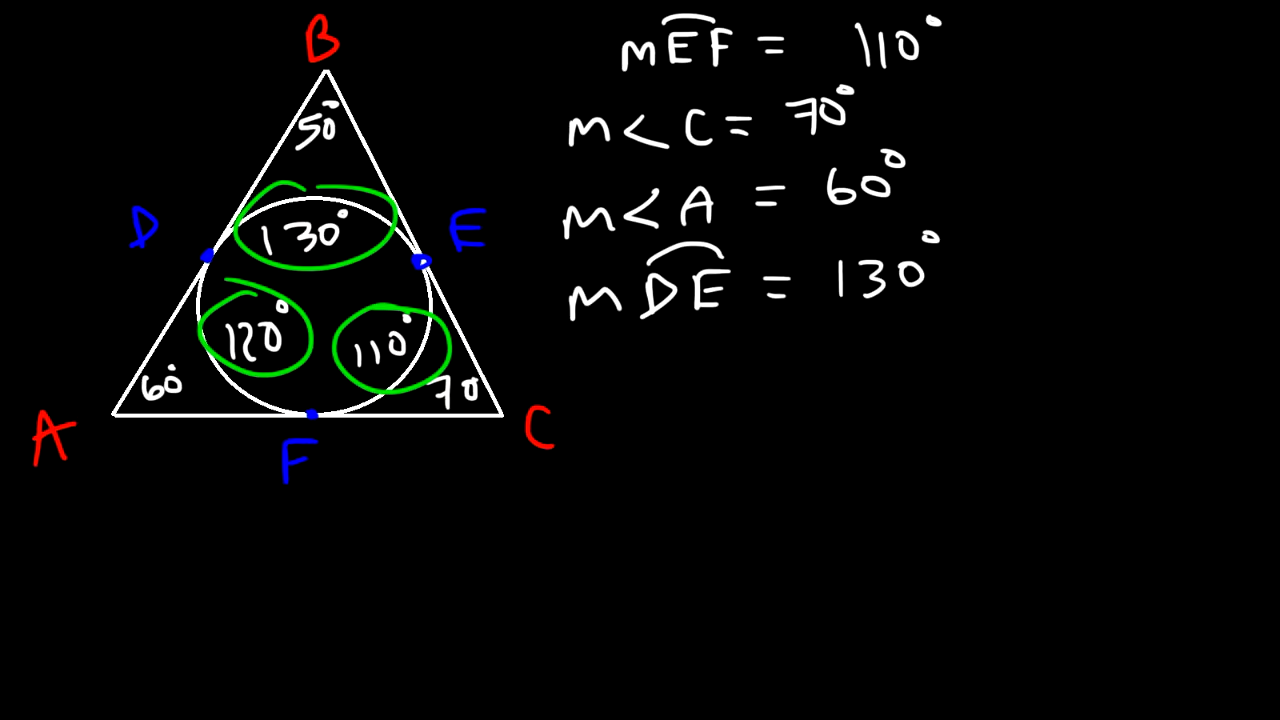 B
50°
D
130°
E
120°
110°
60°
70
A
F
C
mEF = 110°
m<C = 70°
m<A = 60°
mDE = 130°